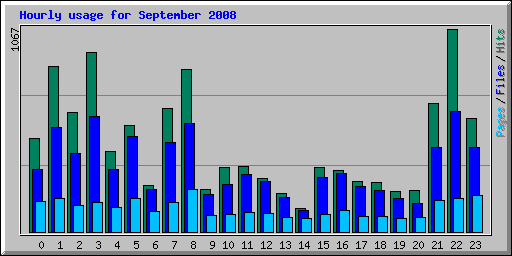 Hourly usage for September 2008
1067
Pages/Files/Hits
0 1 2 3 4 5 6 7 8 9 10 11 12 13 14 15 16 17 18 19 20 21 22 23